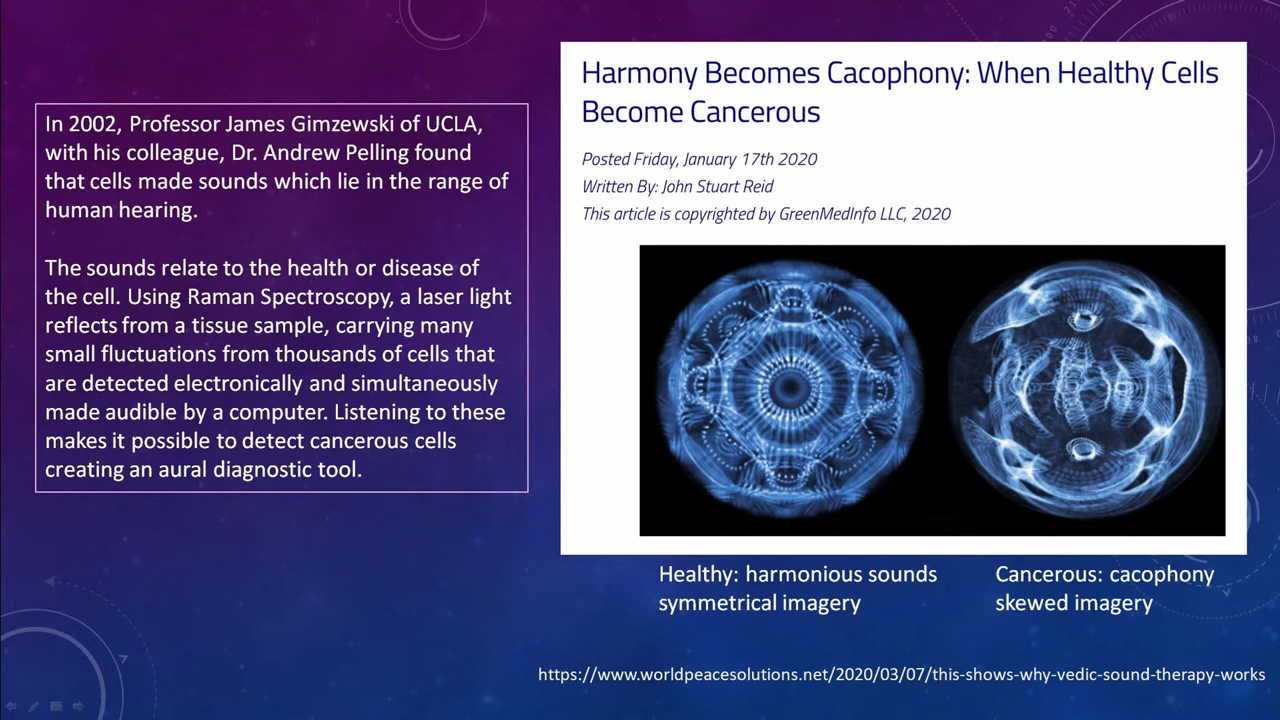 In 2002, Professor James Gimzewski of UCLA,
with his colleague, Dr. Andrew Pelling found
that cells made sounds which lie in the range of
human hearing.
The sounds relate to the health or disease of
the cell. Using Raman Spectroscopy, a laser light
reflects from a tissue sample, carrying many
small fluctuations from thousands of cells that
are detected electronically and simultaneously
made audible by a computer. Listening to these
makes it possible to detect cancerous cells
creating an aural diagnostic tool.
Harmony Becomes Cacophony: When Healthy Cells
Become Cancerous
Posted Friday, January 17th 2020
Written By: John Stuart Reid
This article is copyrighted by GreenMedInfo LLC, 2020
Healthy: harmonious sounds
symmetrical imagery
Cancerous: cacophony
skewed imagery
https://www.worldpeacesolutions.net/2020/03/07/this-shows-why-vedic-sound-therapy-works